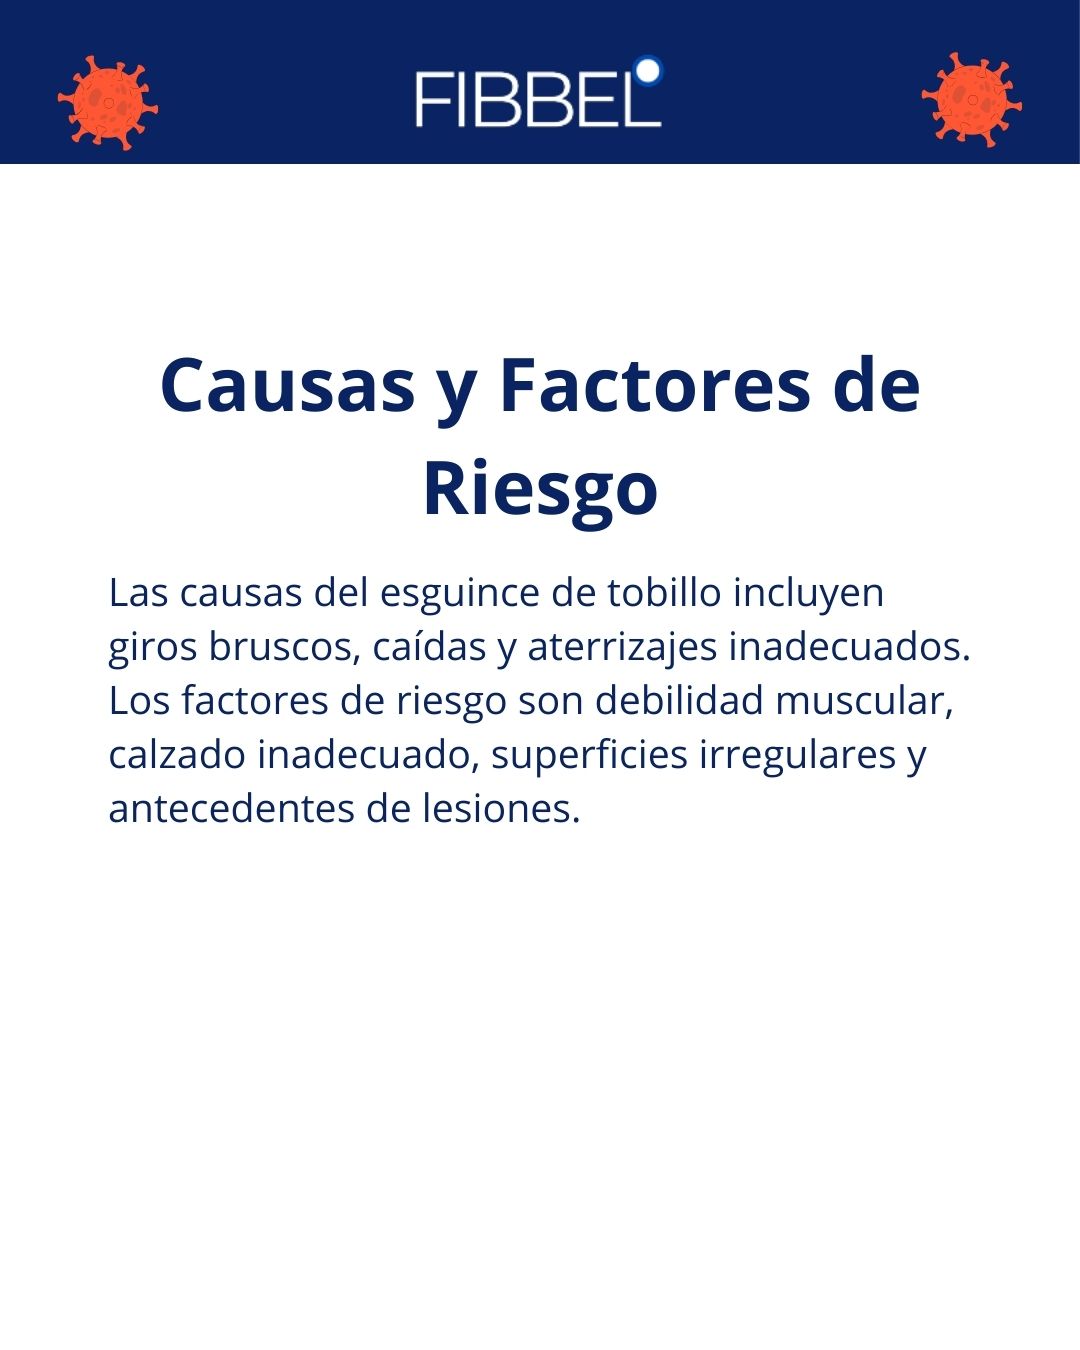 FIBBEL
Causas y Factores de
Riesgo
Las causas del esguince de tobillo incluyen
giros bruscos, caídas y aterrizajes inadecuados.
Los factores de riesgo son debilidad muscular,
calzado inadecuado, superficies irregulares y
antecedentes de lesiones.